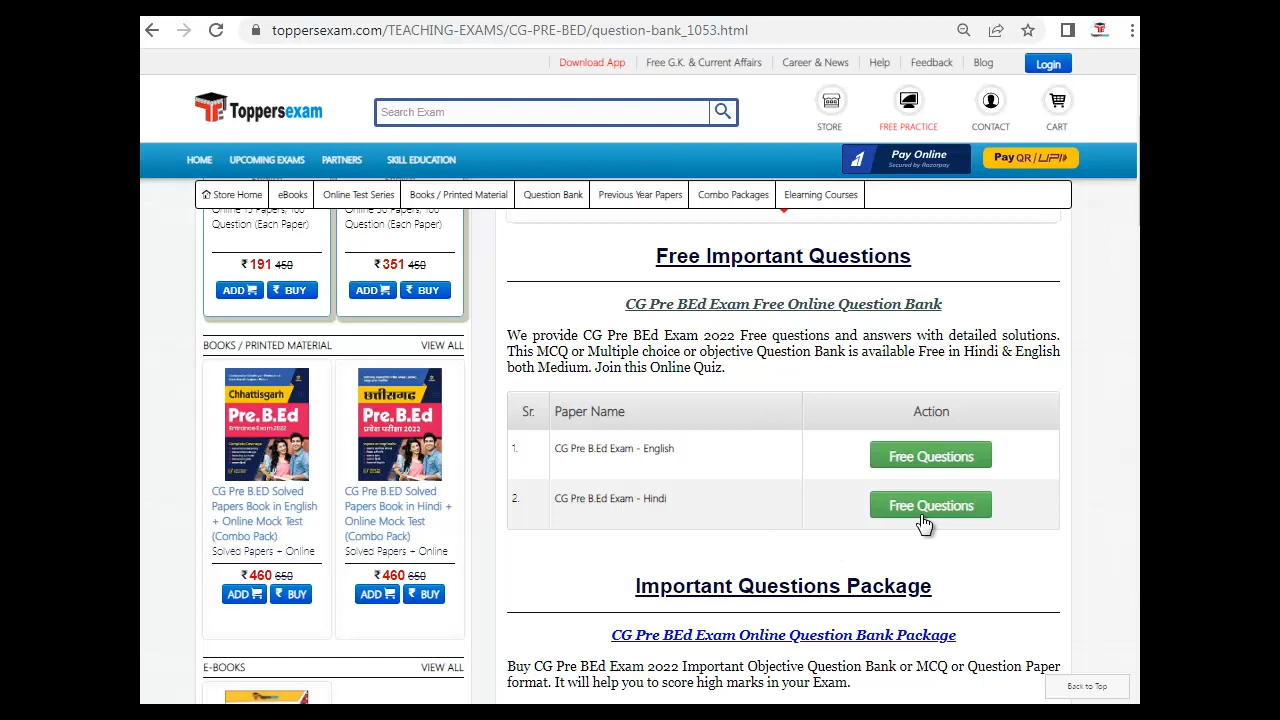 toppersexam.com/TEACHING-EXAMS/CG-PRE-BED/question-bank_1053.html
Download App
Free G.K. & Current Affairs
Career & News
Help
Feedback
Blog
Login
Toppersexam
Search Exam
STORE
FREE PRACTICE
CONTACT
CART
HOME
UPCOMING EXAMS
PARTNERS
SKILL EDUCATION
Pay Online
Secured by Razorpay
Pay QR / UPI
Store Home
eBooks
Online Test Series
Books / Printed Material
Question Bank
Previous Year Papers
Combo Packages
Elearning Courses
Question (Each Paper)
₹ 191 450
ADD
₹ BUY
Question (Each Paper)
₹ 351 450
ADD
₹ BUY
BOOKS / PRINTED MATERIAL
VIEW ALL
Chhattisgarh
Pre.B.Ed
Entrance Exam 2022
CG Pre B.ED Solved
Papers Book in English
+ Online Mock Test
(Combo Pack)
Solved Papers + Online
₹ 460 650
ADD
₹ BUY
छत्तीसगढ़
Pre.B.Ed
प्रवेश परीक्षा 2022
CG Pre B.ED Solved
Papers Book in Hindi +
Online Mock Test
(Combo Pack)
Solved Papers + Online
₹ 460 650
ADD
₹ BUY
E-BOOKS
VIEW ALL
Free Important Questions
CG Pre BEd Exam Free Online Question Bank
We provide CG Pre BEd Exam 2022 Free questions and answers with detailed solutions.
This MCQ or Multiple choice or objective Question Bank is available Free in Hindi & English
both Medium. Join this Online Quiz.
Sr. Paper Name Action
1. CG Pre B.Ed Exam - English Free Questions
2. CG Pre B.Ed Exam - Hindi Free Questions
Important Questions Package
CG Pre BEd Exam Online Question Bank Package
Buy CG Pre BEd Exam 2022 Important Objective Question Bank or MCQ or Question Paper
format. It will help you to score high marks in your Exam.
Back to Top